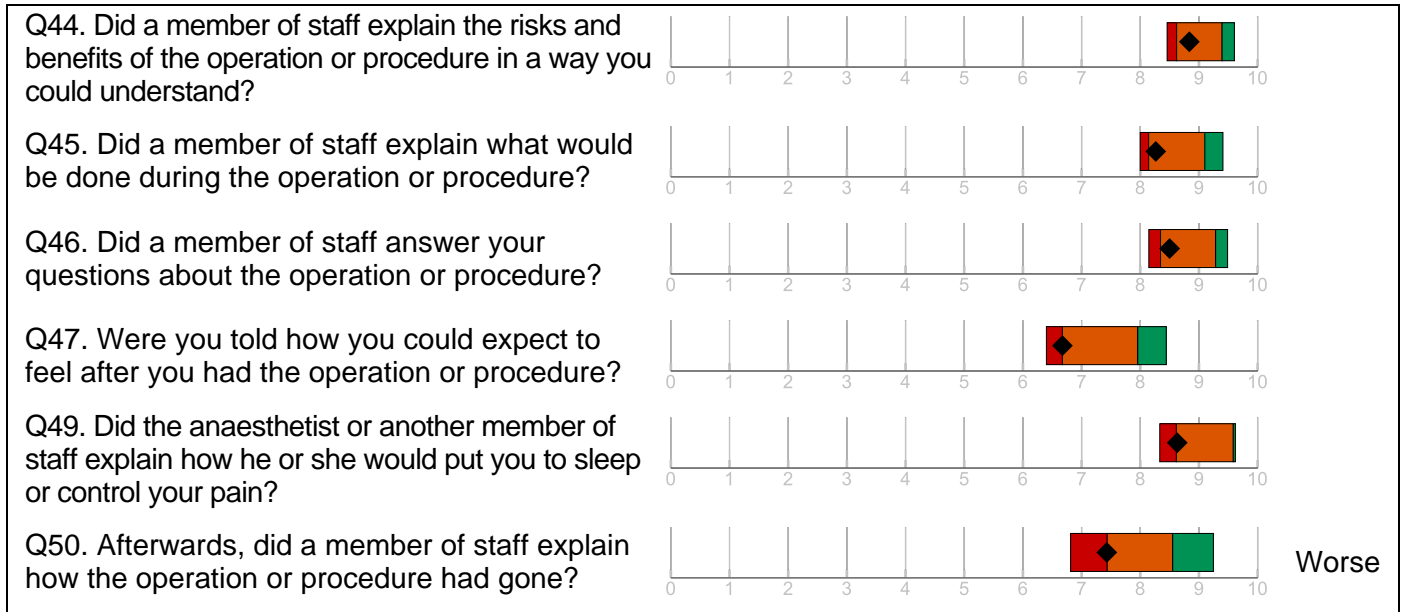 Q44. Did a member of staff explain the risks and
benefits of the operation or procedure in a way you
could understand?
0 1 2 3 4 5 6 7 8 9 10
Q45. Did a member of staff explain what would
be done during the operation or procedure?
0 1 2 3 4 5 6 7 8 9 10
Q46. Did a member of staff answer your
questions about the operation or procedure?
0 1 2 3 4 5 6 7 8 9 10
Q47. Were you told how you could expect to
feel after you had the operation or procedure?
0 1 2 3 4 5 6 7 8 9 10
Q49. Did the anaesthetist or another member of
staff explain how he or she would put you to sleep
or control your pain?
0 1 2 3 4 5 6 7 8 9 10
Q50. Afterwards, did a member of staff explain
how the operation or procedure had gone?
0 1 2 3 4 5 6 7 8 9 10
Worse